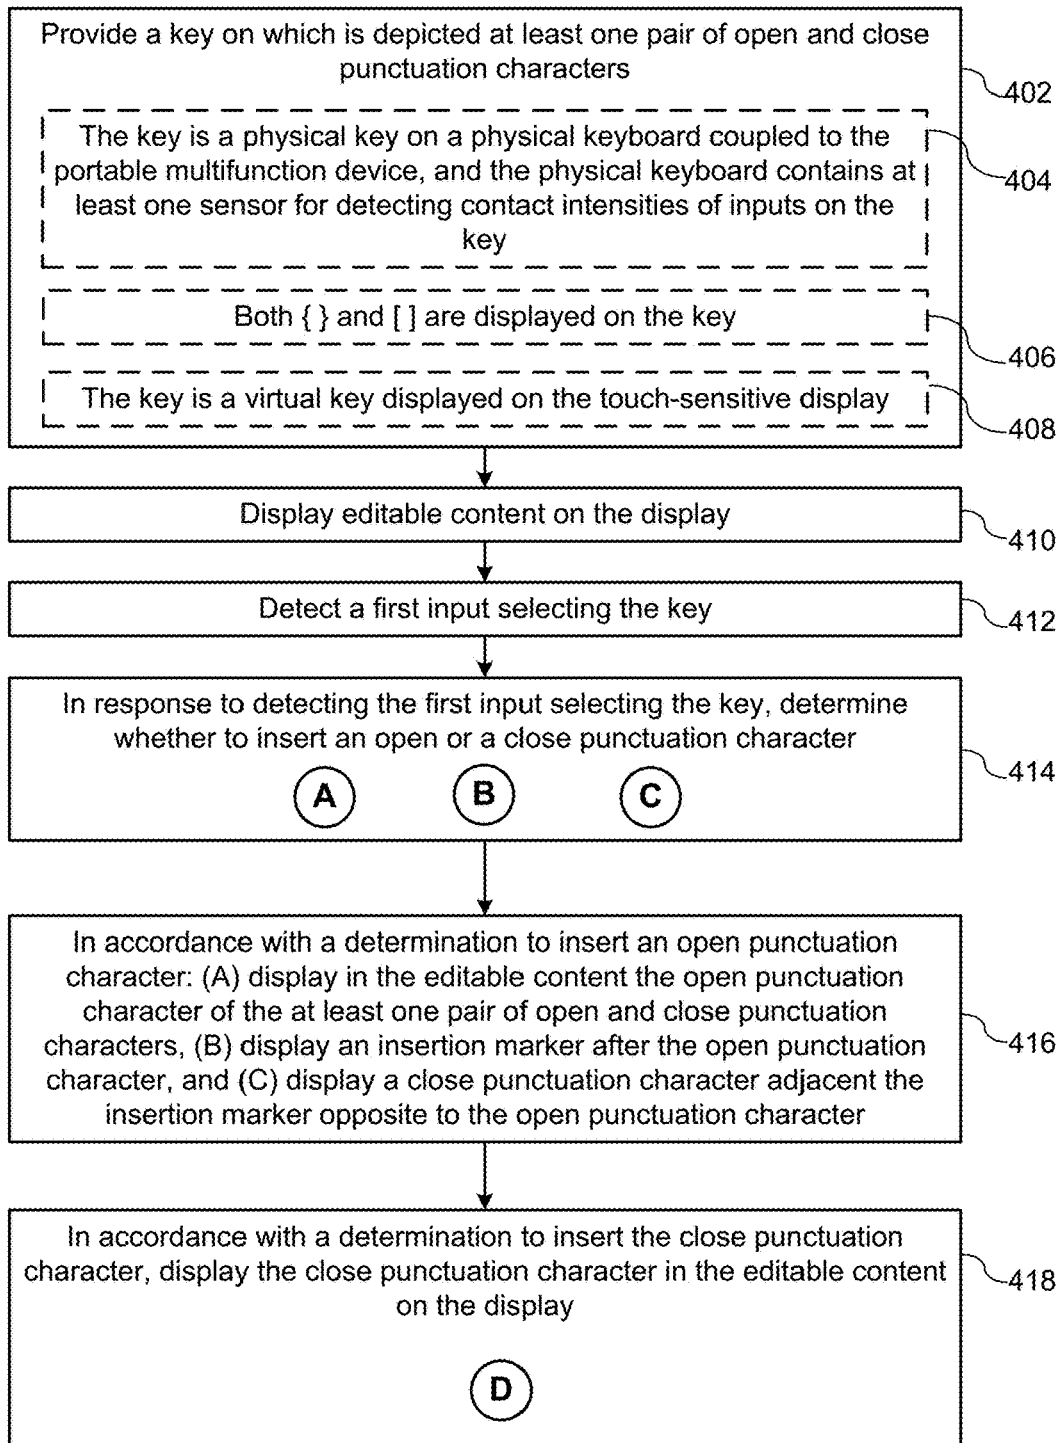 Provide a key on which is depicted at least one pair of open and close
punctuation characters
402
The key is a physical key on a physical keyboard coupled to the
portable multifunction device, and the physical keyboard contains at
least one sensor for detecting contact intensities of inputs on the
key
404
Both { } and [ ] are displayed on the key
406
The key is a virtual key displayed on the touch-sensitive display
408
Display editable content on the display
410
Detect a first input selecting the key
412
In response to detecting the first input selecting the key, determine
whether to insert an open or a close punctuation character
A B C
414
In accordance with a determination to insert an open punctuation
character: (A) display in the editable content the open punctuation
character of the at least one pair of open and close punctuation
characters, (B) display an insertion marker after the open punctuation
character, and (C) display a close punctuation character adjacent the
insertion marker opposite to the open punctuation character
416
In accordance with a determination to insert the close punctuation
character, display the close punctuation character in the editable content
on the display
418
D